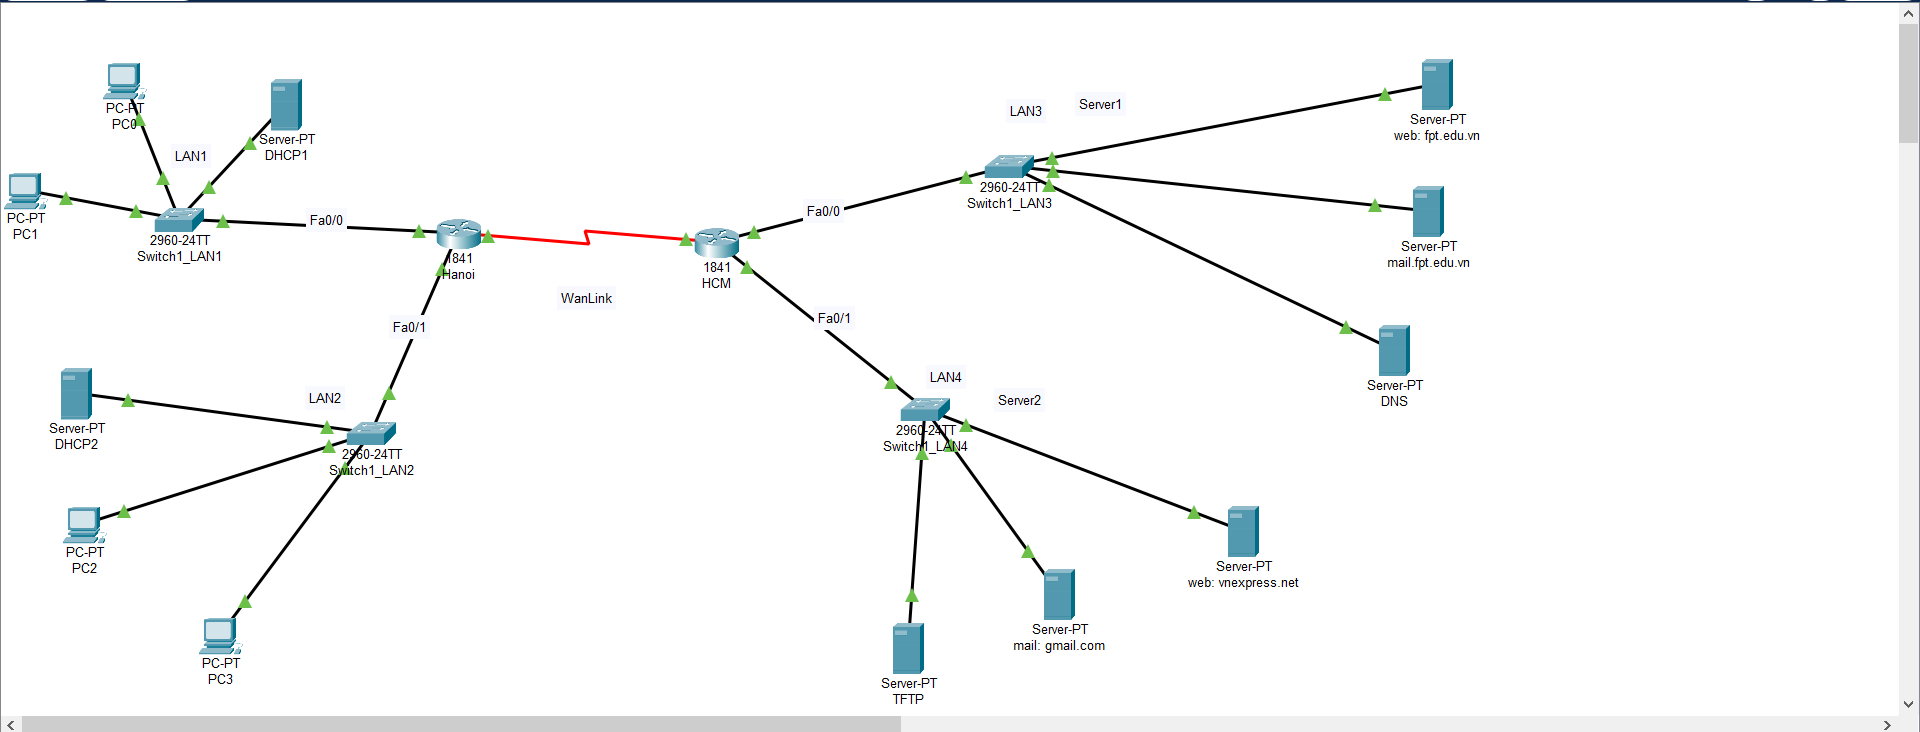 PC-PT
PC0
Server-PT
DHCP1
LAN1
PC-PT
PC1
2960-24TT
Switch1_LAN1
Fa0/0
1841
Hanoi
Fa0/1
WanLink
1841
HCM
Fa0/0
Fa0/1
LAN3
Server1
2960-24TT
Switch1_LAN3
Server-PT
web: fpt.edu.vn
Server-PT
mail.fpt.edu.vn
Server-PT
DNS
LAN2
Server-PT
DHCP2
2960-24TT
Switch1_LAN2
PC-PT
PC2
PC-PT
PC3
LAN4
Server2
2960-24TT
Switch1_LAN4
Server-PT
web: vnexpress.net
Server-PT
mail: gmail.com
Server-PT
TFTP